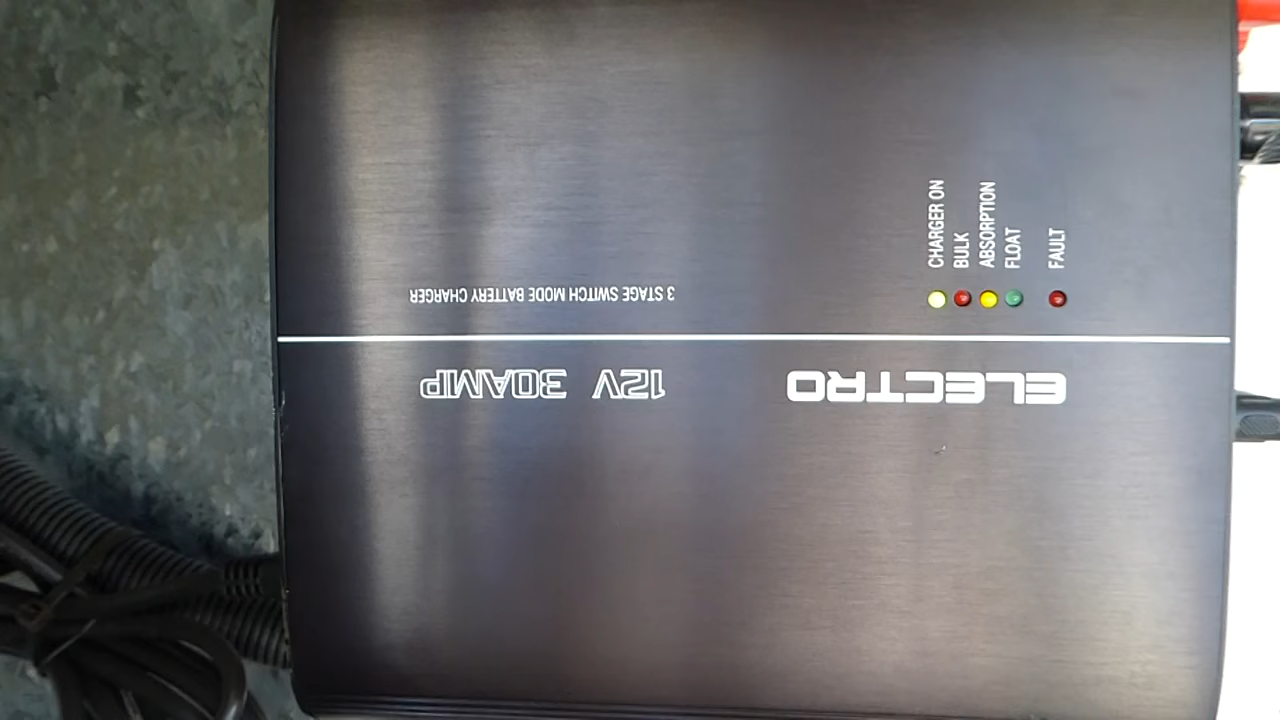 ELECTRO
12V 30AMP
3 STAGE SWITCH MODE BATTERY CHARGER
CHARGER ON
BULK
ABSORPTION
FLOAT
FAULT